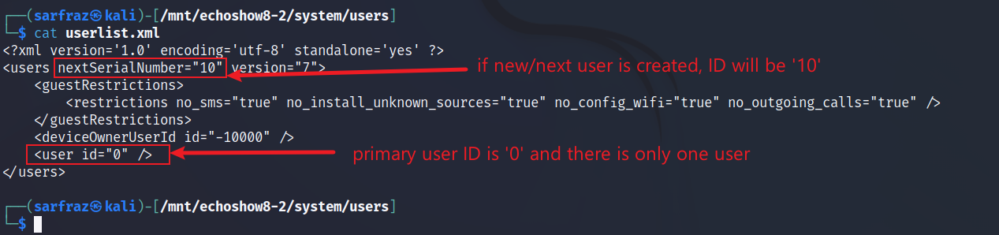 ┌──(sarfraz㉿kali)-[/mnt/echoshow8-2/system/users]
└─$ cat userlist.xml
<?xml version='1.0' encoding='utf-8' standalone='yes' ?>
<users nextSerialNumber="10" version="7">
if new/next user is created, ID will be '10'
    <guestRestrictions>
        <restrictions no_sms="true" no_install_unknown_sources="true" no_config_wifi="true" no_outgoing_calls="true" />
    </guestRestrictions>
    <deviceOwnerUserId id="-10000" />
    <user id="0" />
primary user ID is '0' and there is only one user
</users>
┌──(sarfraz㉿kali)-[/mnt/echoshow8-2/system/users]
└─$